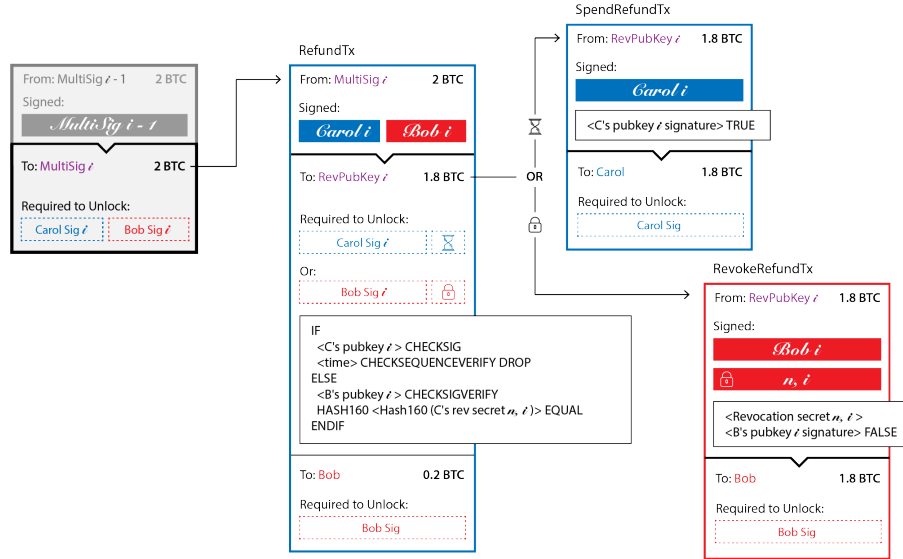 From: MultiSig i - 1 2 BTC
Signed:
MultiSig i - 1
To: MultiSig i 2 BTC
Required to Unlock:
Carol Sig i Bob Sig i
RefundTx
From: MultiSig i 2 BTC
Signed:
Carol i Bob i
To: RevPubKey i 1.8 BTC
Required to Unlock:
Carol Sig i
Or:
Bob Sig i
IF
<C's pubkey i > CHECKSIG
<time> CHECKSEQUENCEVERIFY DROP
ELSE
<B's pubkey i > CHECKSIGVERIFY
HASH160 <Hash160 (C's rev secret n, i )> EQUAL
ENDIF
To: Bob 0.2 BTC
Required to Unlock:
Bob Sig
OR
SpendRefundTx
From: RevPubKey i 1.8 BTC
Signed:
Carol i
<C's pubkey i signature> TRUE
To: Carol 1.8 BTC
Required to Unlock:
Carol Sig
RevokeRefundTx
From: RevPubKey i 1.8 BTC
Signed:
Bob i
n, i
<Revocation secret n, i >
<B's pubkey i signature> FALSE
To: Bob 1.8 BTC
Required to Unlock:
Bob Sig